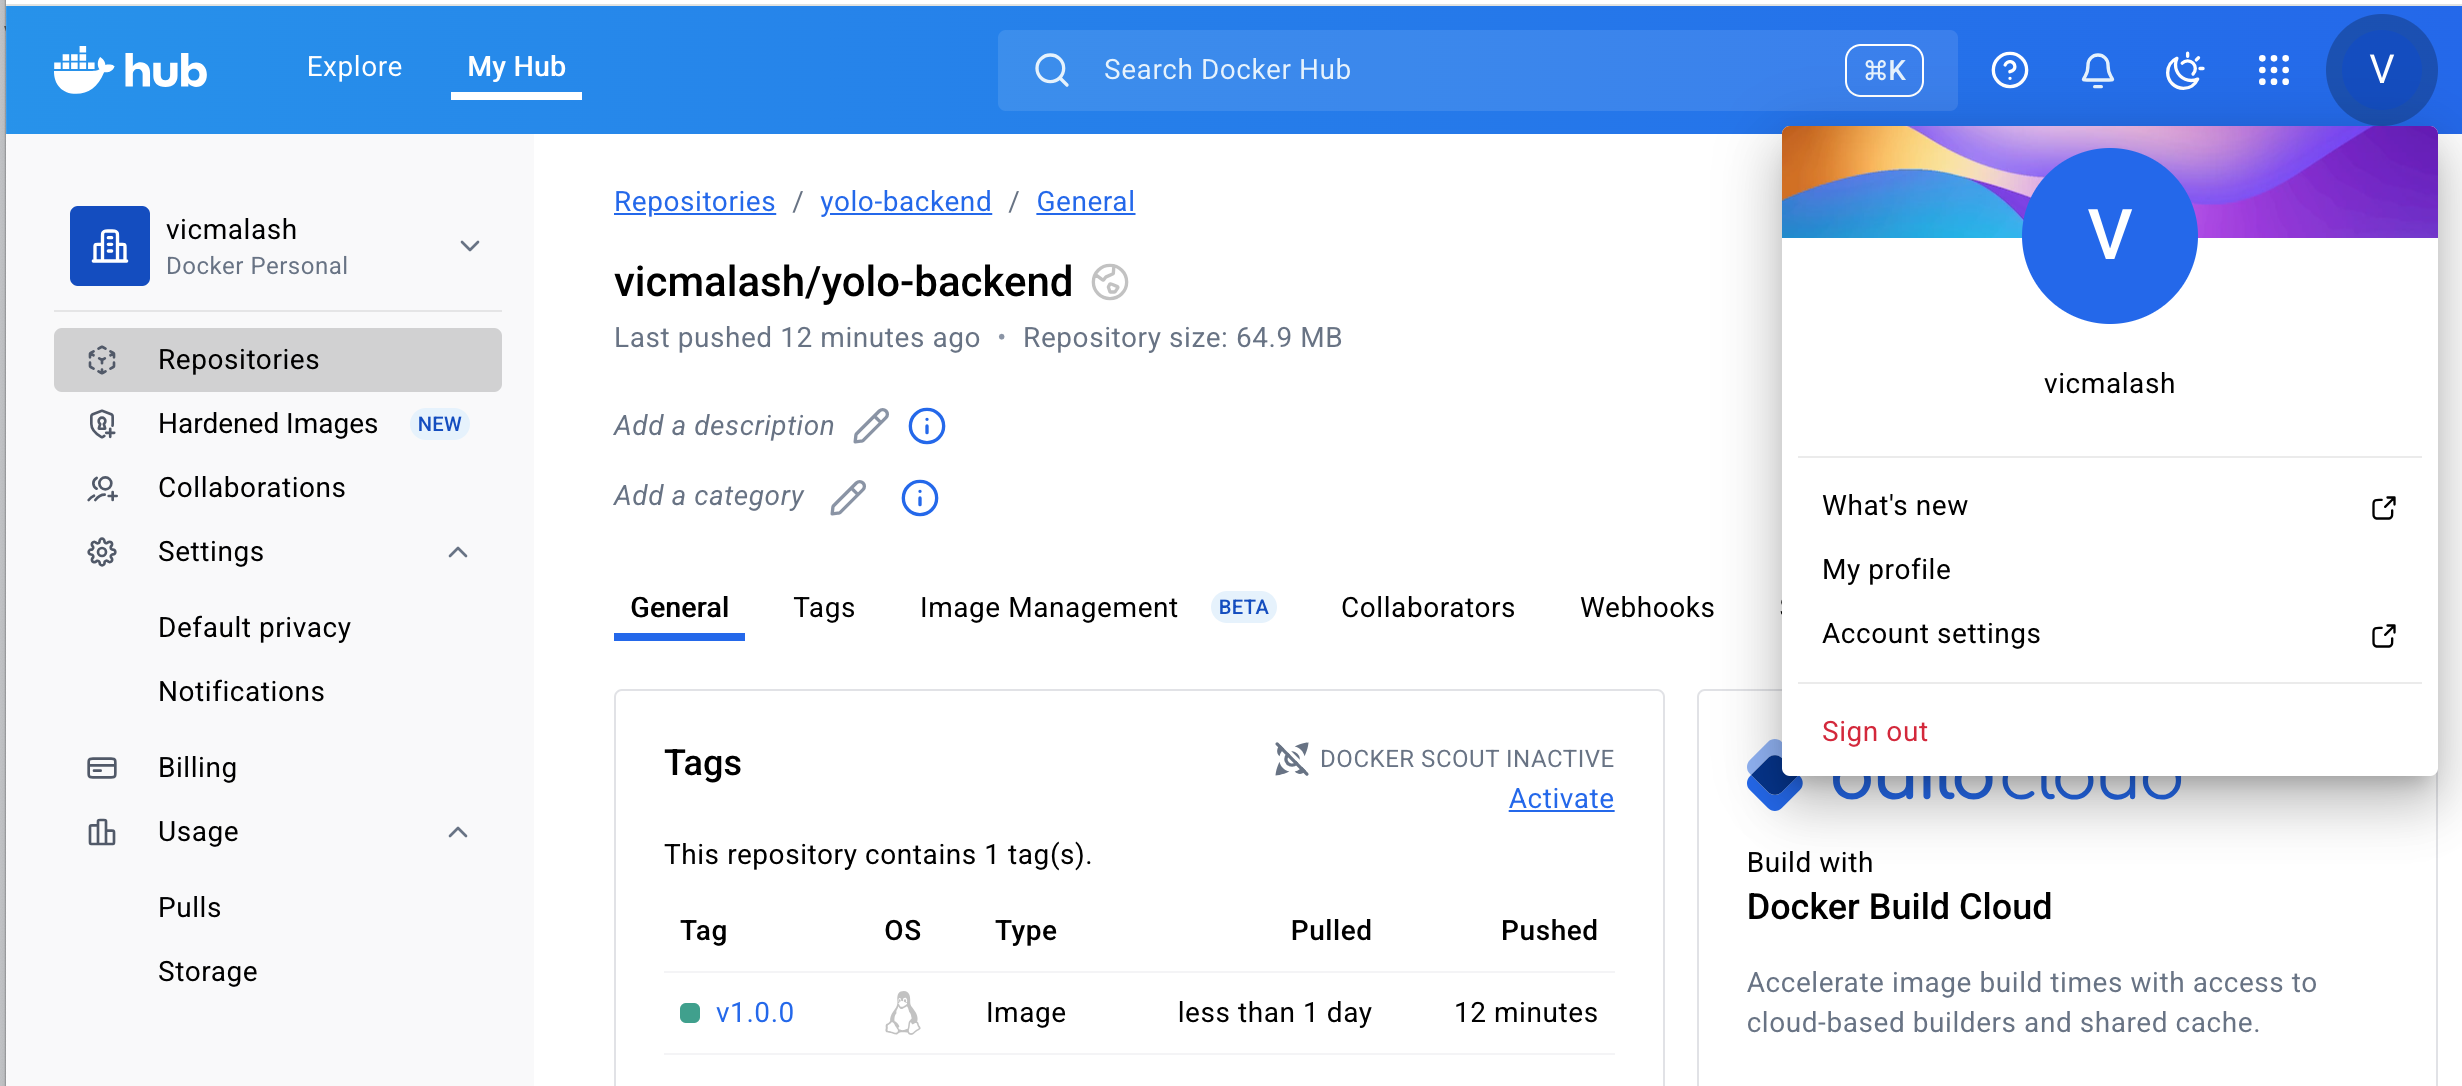 hub
Explore
My Hub
Search Docker Hub
⌘K
V
vicmalash
Docker Personal
Repositories
Hardened Images NEW
Collaborations
Settings
Default privacy
Notifications
Billing
Usage
Pulls
Storage
Repositories / yolo-backend / General
vicmalash/yolo-backend
Last pushed 12 minutes ago • Repository size: 64.9 MB
Add a description
Add a category
General Tags Image Management BETA Collaborators Webhooks
Tags
DOCKER SCOUT INACTIVE
Activate
This repository contains 1 tag(s).
Tag OS Type Pulled Pushed
v1.0.0 Image less than 1 day 12 minutes
V
vicmalash
What's new
My profile
Account settings
Sign out
Build with
Docker Build Cloud
Accelerate image build times with access to
cloud-based builders and shared cache.